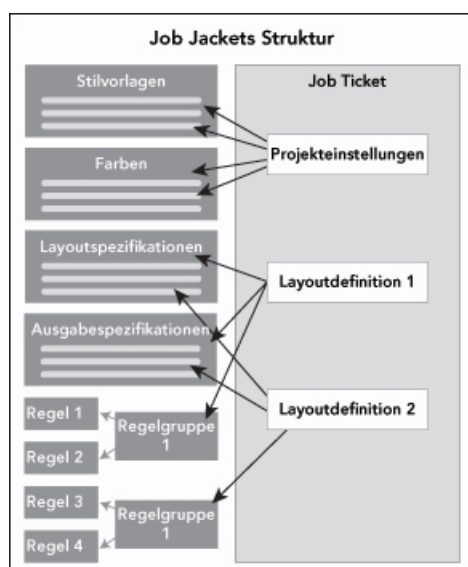 Job Jackets Struktur
Stilvorlagen
Job Ticket
Projekteinstellungen
Farben
Layoutspezifikationen
Layoutdefinition 1
Ausgabespezifikationen
Layoutdefinition 2
Regel 1
Regelgruppe
1
Regel 2
Regel 3
Regelgruppe
1
Regel 4